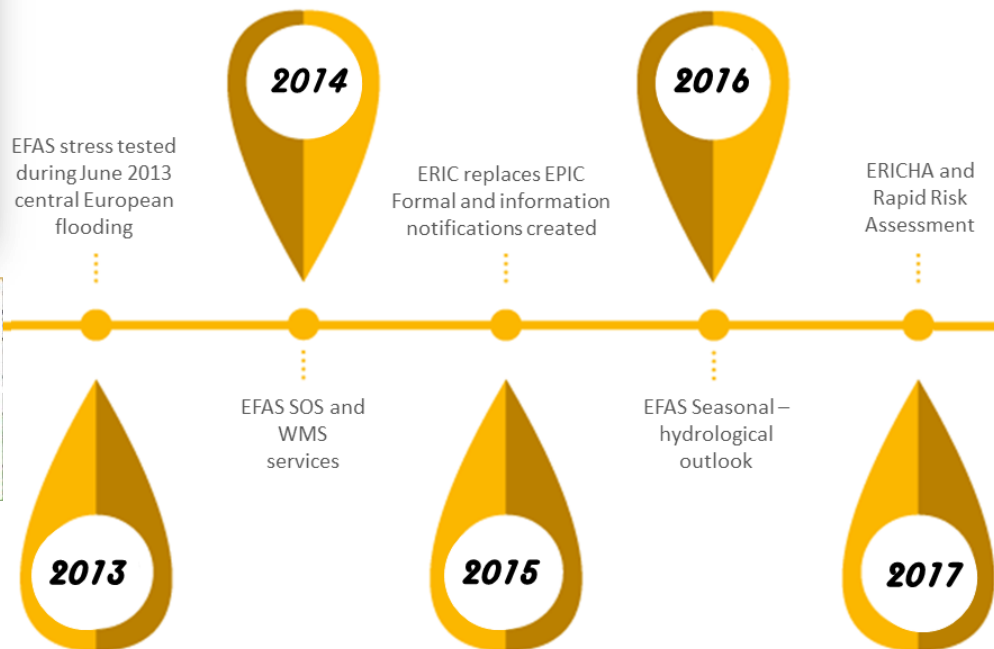 2013
EFAS stress tested
during June 2013
central European
flooding
2014
EFAS SOS and
WMS
services
2015
ERIC replaces EPIC
Formal and information
notifications created
2016
EFAS Seasonal –
hydrological
outlook
2017
ERICHA and
Rapid Risk
Assessment